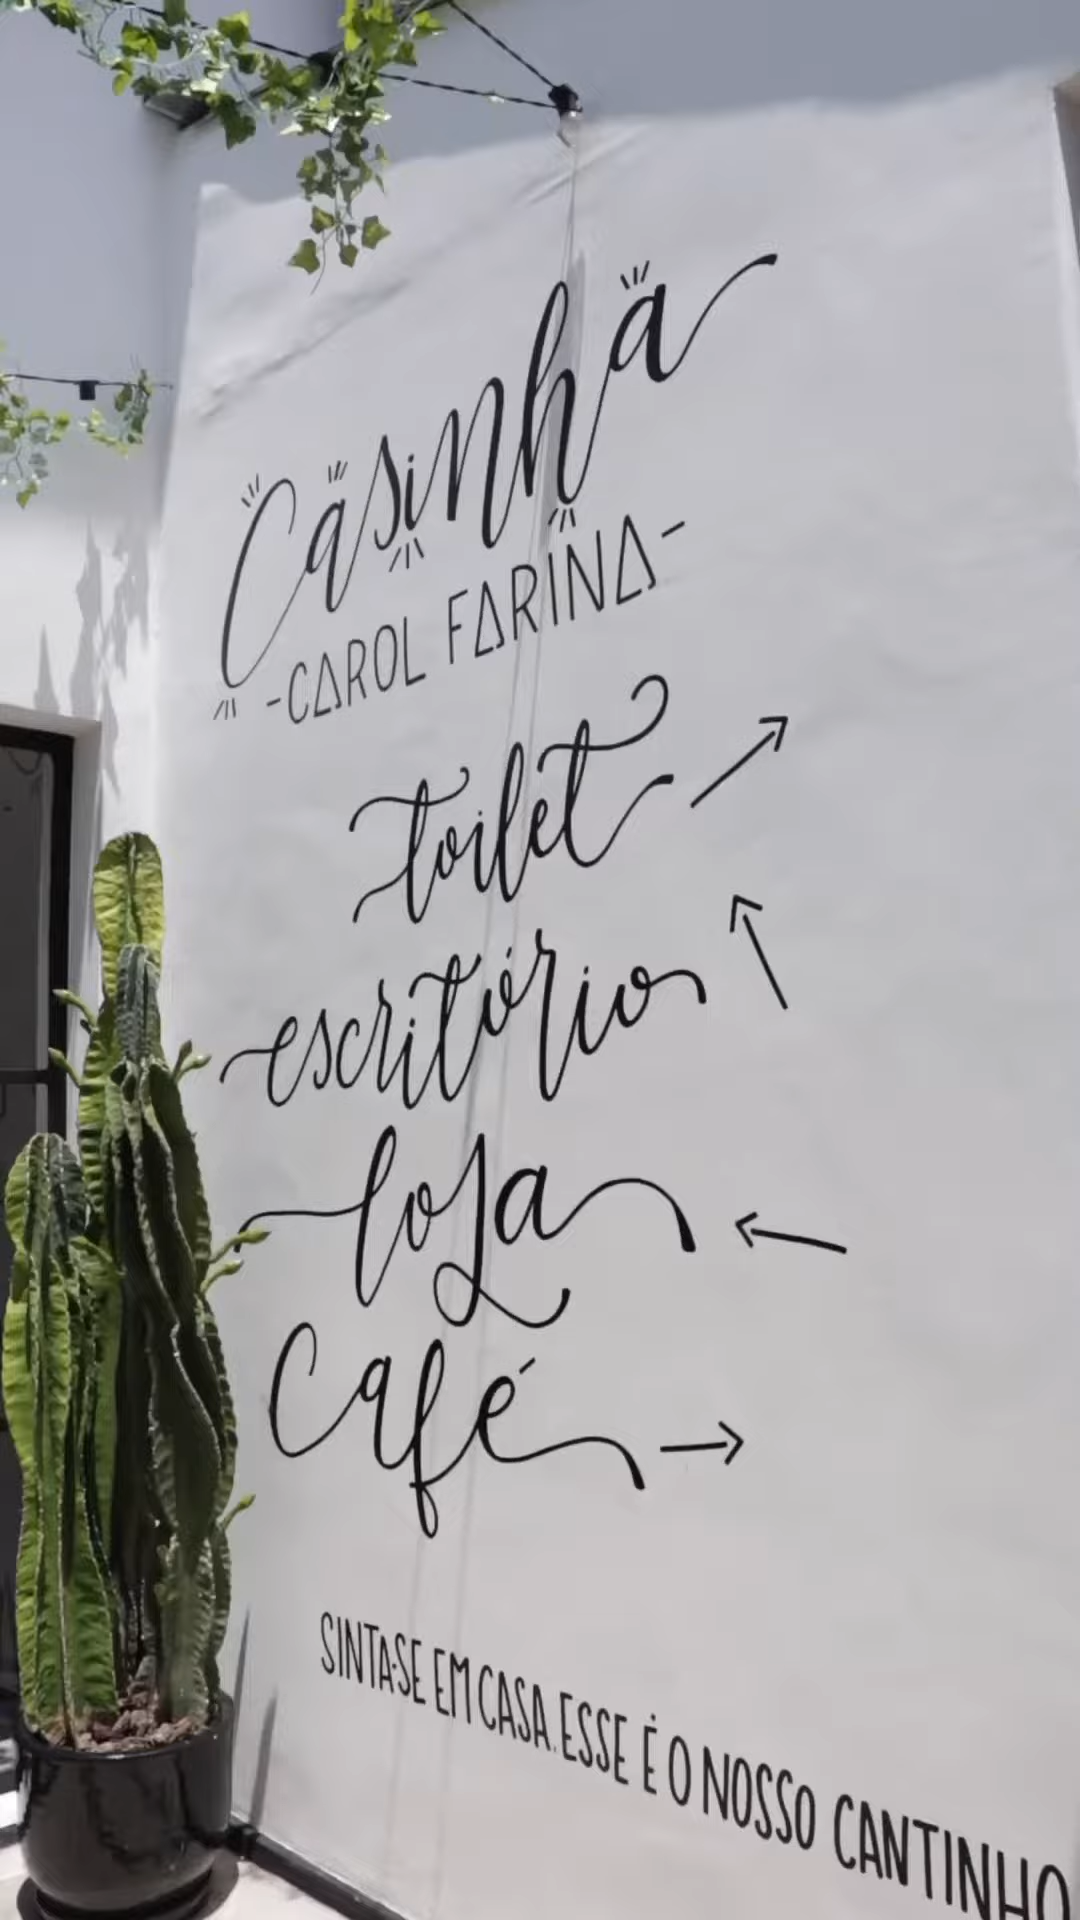 Casinha
-CAROL FARINA-
toilet ↗
escritório ↖
loja ←
Café →
SINTA-SE EM CASA. ESSE É O NOSSO CANTINHO